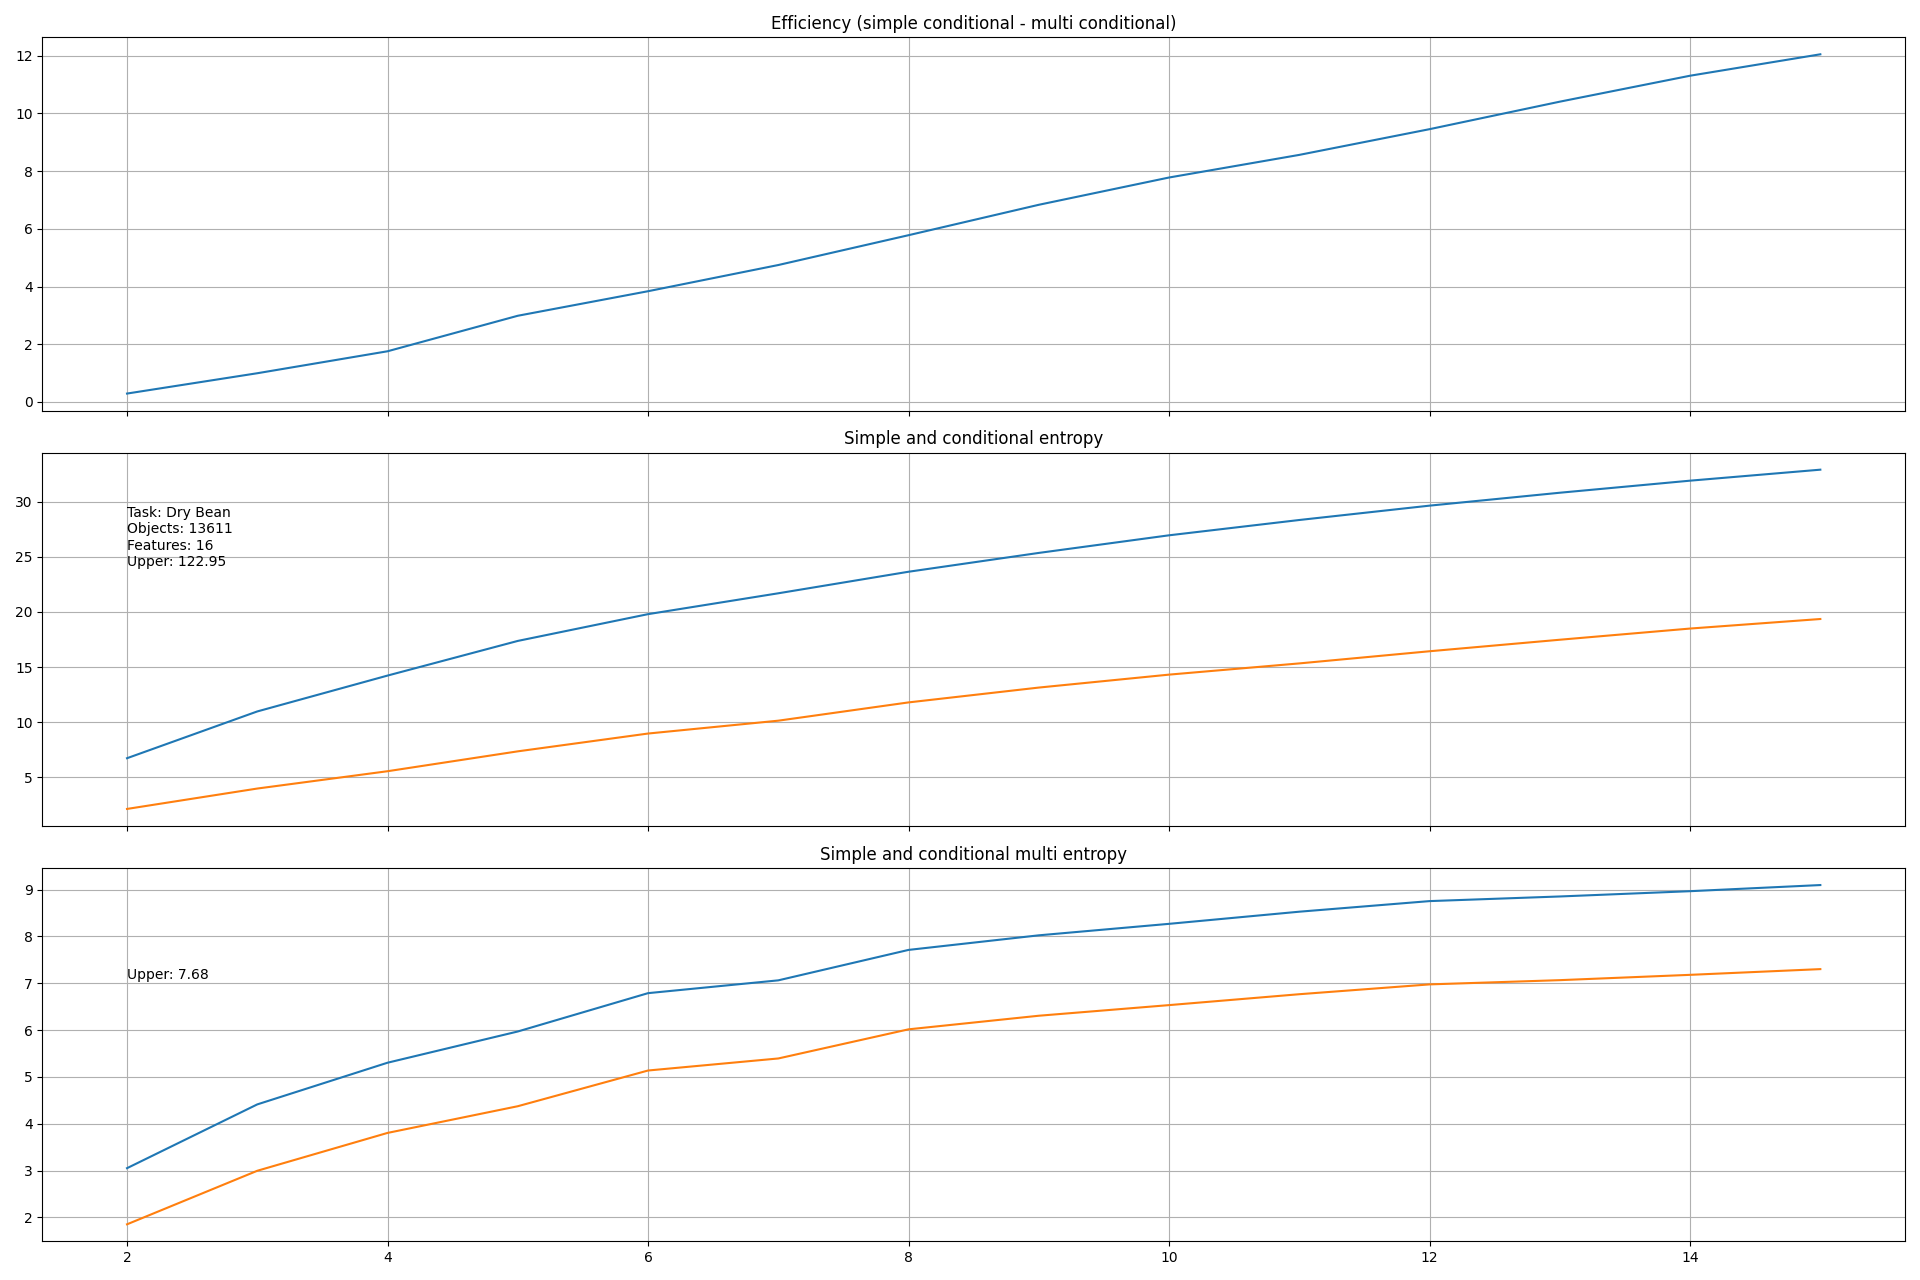 Efficiency (simple conditional - multi conditional)
12
10
8
6
4
2
0
Simple and conditional entropy
30
25
20
15
10
5
Task: Dry Bean
Objects: 13611
Features: 16
Upper: 122.95
Simple and conditional multi entropy
9
8
7
6
5
4
3
2
Upper: 7.68
2 4 6 8 10 12 14